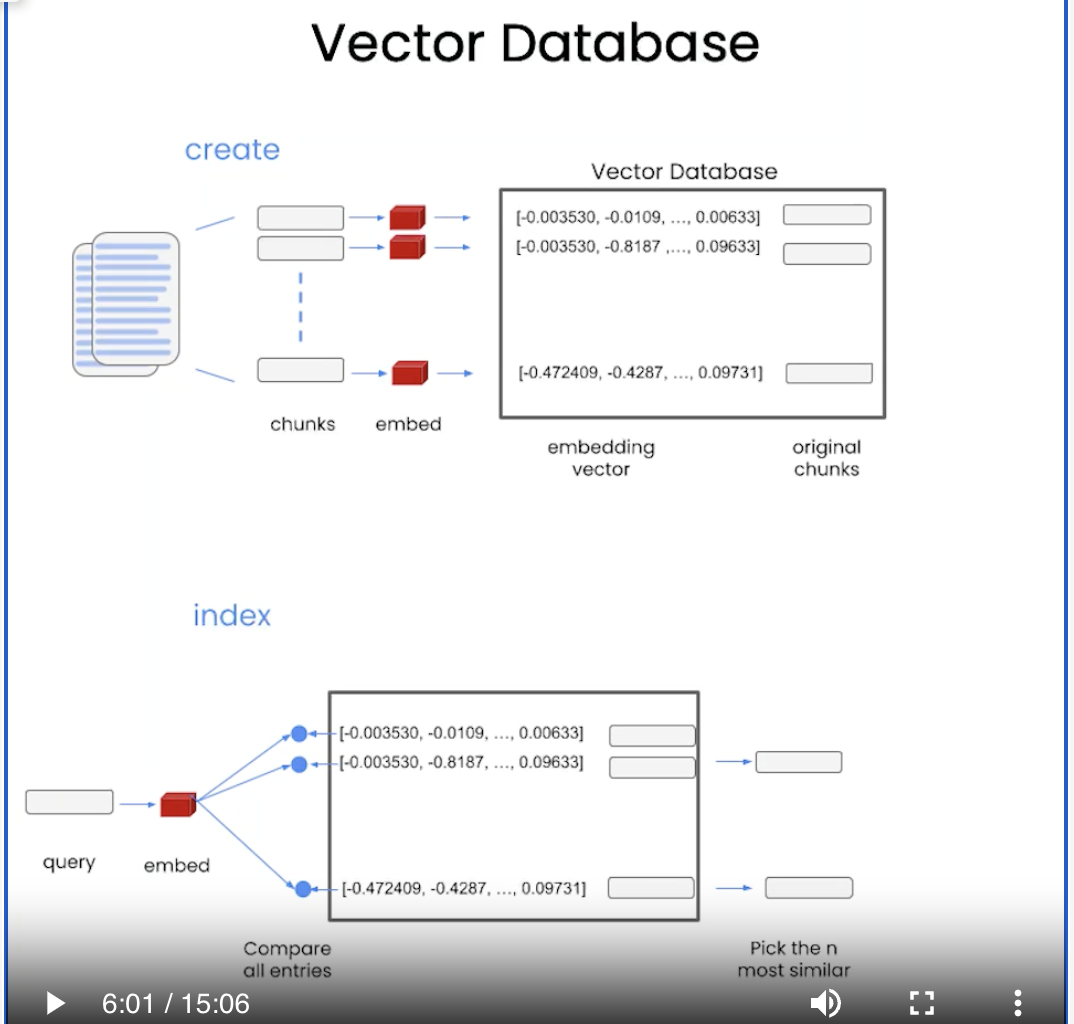 Vector Database
create
Vector Database
[-0.003530, -0.0109, ..., 0.00633]
[-0.003530, -0.8187 ,..., 0.09633]
[-0.472409, -0.4287, ..., 0.09731]
chunks
embed
embedding
vector
original
chunks
index
[-0.003530, -0.0109, ..., 0.00633]
[-0.003530, -0.8187, ..., 0.09633]
[-0.472409, -0.4287, ..., 0.09731]
query
embed
Compare
all entries
Pick the n
most similar
6:01 / 15:06